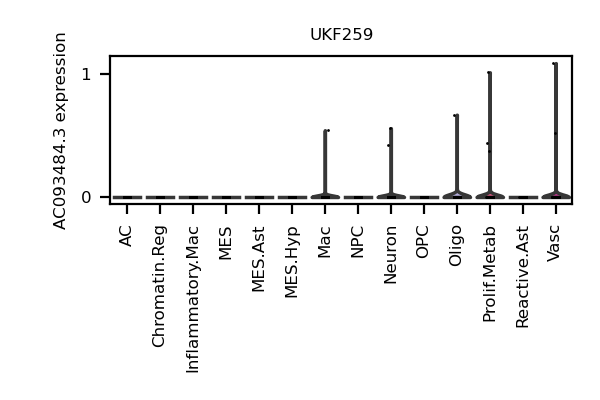 UKF259
AC093484.3 expression
1
0
AC
Chromatin.Reg
Inflammatory.Mac
MES
MES.Ast
MES.Hyp
Mac
NPC
Neuron
OPC
Oligo
Prolif.Metab
Reactive.Ast
Vasc